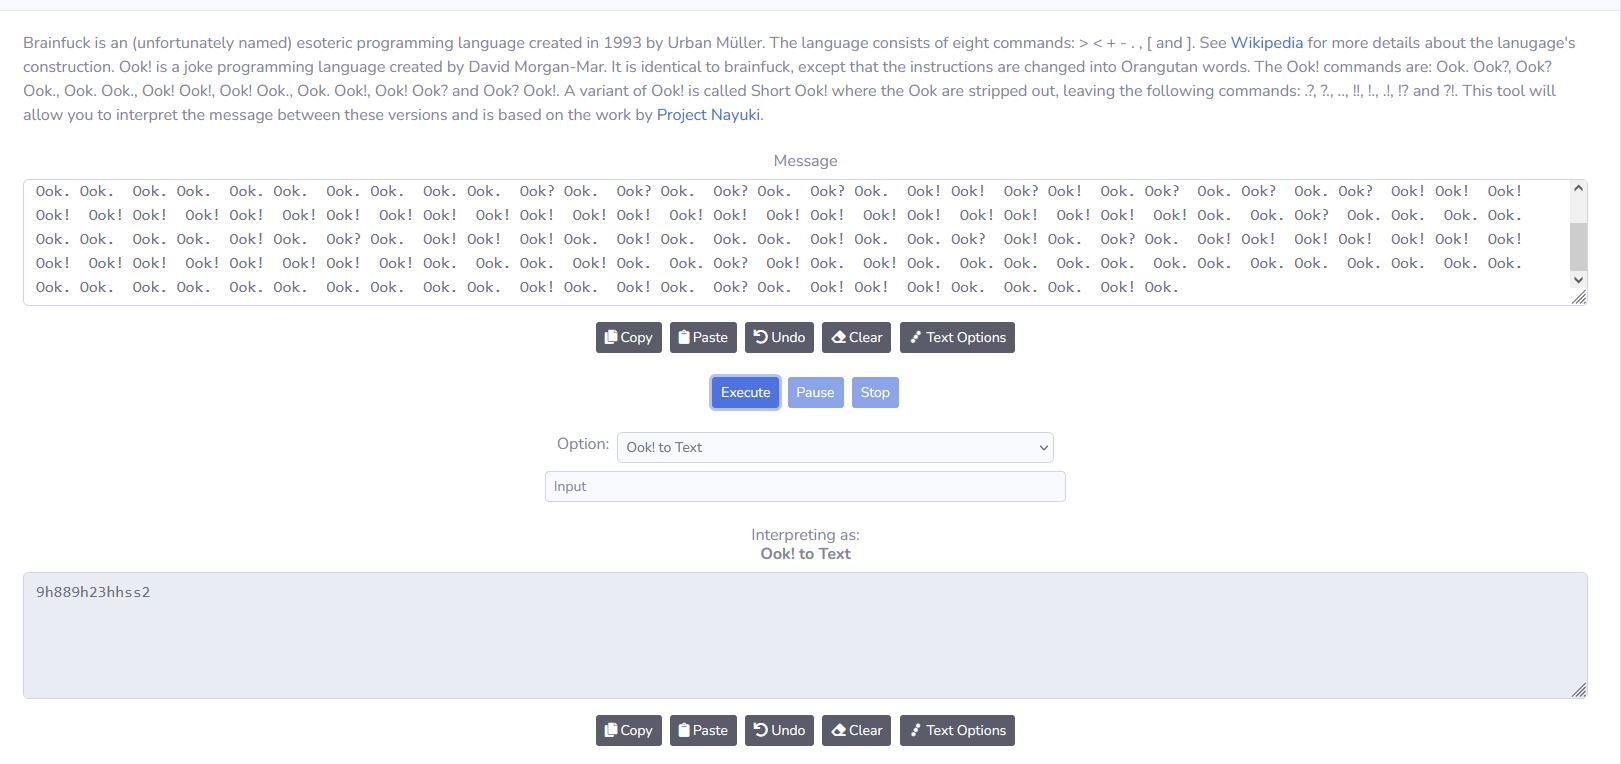 Brainfuck is an (unfortunately named) esoteric programming language created in 1993 by Urban Müller. The language consists of eight commands: > < + - . , [ and ]. See Wikipedia for more details about the lanugage's
construction. Ook! is a joke programming language created by David Morgan-Mar. It is identical to brainfuck, except that the instructions are changed into Orangutan words. The Ook! commands are: Ook. Ook?, Ook?
Ook., Ook. Ook., Ook! Ook!, Ook! Ook., Ook. Ook!, Ook! Ook? and Ook? Ook!. A variant of Ook! is called Short Ook! where the Ook are stripped out, leaving the following commands: .?, ?., .., !!, !., .!, !? and ?!. This tool will
allow you to interpret the message between these versions and is based on the work by Project Nayuki.
Message
Ook. Ook.  Ook. Ook.  Ook. Ook.  Ook. Ook.  Ook. Ook.  Ook? Ook.  Ook? Ook.  Ook? Ook.  Ook? Ook.  Ook! Ook!  Ook? Ook!  Ook. Ook?  Ook. Ook?  Ook. Ook?  Ook! Ook!  Ook!
Ook!  Ook! Ook!  Ook! Ook!  Ook! Ook!  Ook! Ook!  Ook! Ook!  Ook! Ook!  Ook! Ook!  Ook! Ook!  Ook! Ook!  Ook! Ook!  Ook! Ook!  Ook! Ook.  Ook. Ook?  Ook. Ook.  Ook. Ook.
Ook. Ook.  Ook. Ook.  Ook! Ook.  Ook? Ook.  Ook! Ook!  Ook! Ook.  Ook! Ook.  Ook. Ook.  Ook! Ook.  Ook. Ook?  Ook! Ook.  Ook? Ook.  Ook! Ook!  Ook! Ook!  Ook! Ook!  Ook!
Ook!  Ook! Ook!  Ook! Ook!  Ook! Ook!  Ook! Ook.  Ook. Ook.  Ook! Ook.  Ook. Ook?  Ook! Ook.  Ook! Ook.  Ook. Ook.  Ook. Ook.  Ook. Ook.  Ook. Ook.  Ook. Ook.  Ook. Ook.
Ook. Ook.  Ook. Ook.  Ook. Ook.  Ook. Ook.  Ook. Ook.  Ook! Ook.  Ook! Ook.  Ook? Ook.  Ook! Ook!  Ook! Ook.  Ook. Ook.  Ook! Ook.
Copy Paste Undo Clear Text Options
Execute Pause Stop
Option: Ook! to Text
Input
Interpreting as:
Ook! to Text
9h889h23hhss2
Copy Paste Undo Clear Text Options